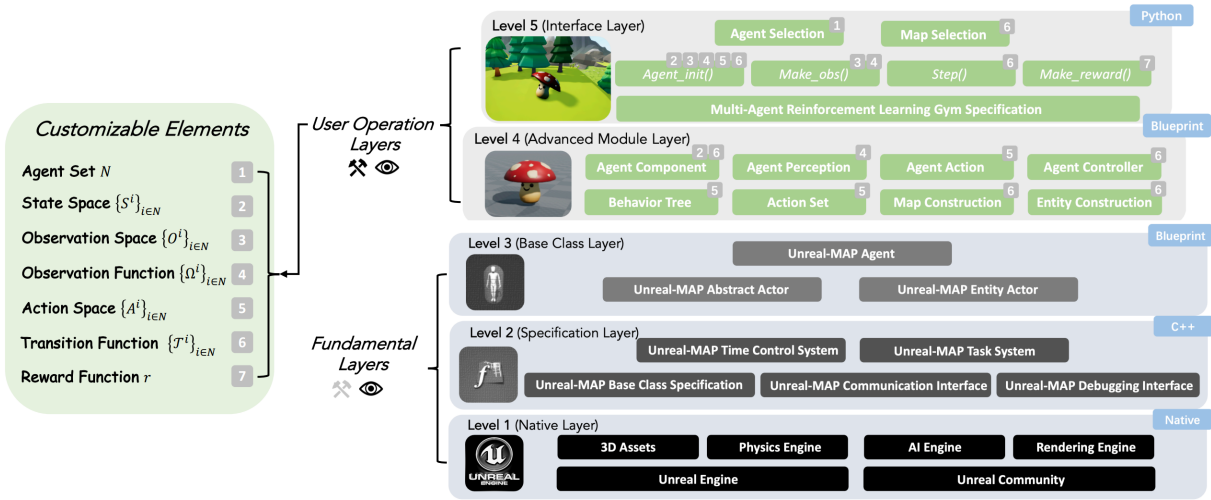 Customizable Elements
Agent Set N 1
State Space {S^i}_{i∈N} 2
Observation Space {O^i}_{i∈N} 3
Observation Function {Ω^i}_{i∈N} 4
Action Space {A^i}_{i∈N} 5
Transition Function {𝒯^i}_{i∈N} 6
Reward Function r 7
User Operation
Layers
Fundamental
Layers
Python
Level 5 (Interface Layer)
Agent Selection 1
Map Selection 6
Agent_init() 2 3 4 5 6
Make_obs() 3 4
Step() 6
Make_reward() 7
Multi-Agent Reinforcement Learning Gym Specification
Blueprint
Level 4 (Advanced Module Layer)
Agent Component 2 6
Agent Perception 4
Agent Action 5
Agent Controller 6
Behavior Tree 5
Action Set 5
Map Construction 6
Entity Construction 6
Blueprint
Level 3 (Base Class Layer)
Unreal-MAP Agent
Unreal-MAP Abstract Actor
Unreal-MAP Entity Actor
C++
Level 2 (Specification Layer)
Unreal-MAP Time Control System
Unreal-MAP Task System
Unreal-MAP Base Class Specification
Unreal-MAP Communication Interface
Unreal-MAP Debugging Interface
f
Native
Level 1 (Native Layer)
3D Assets
Physics Engine
AI Engine
Rendering Engine
Unreal Engine
Unreal Community
UNREAL
ENGINE